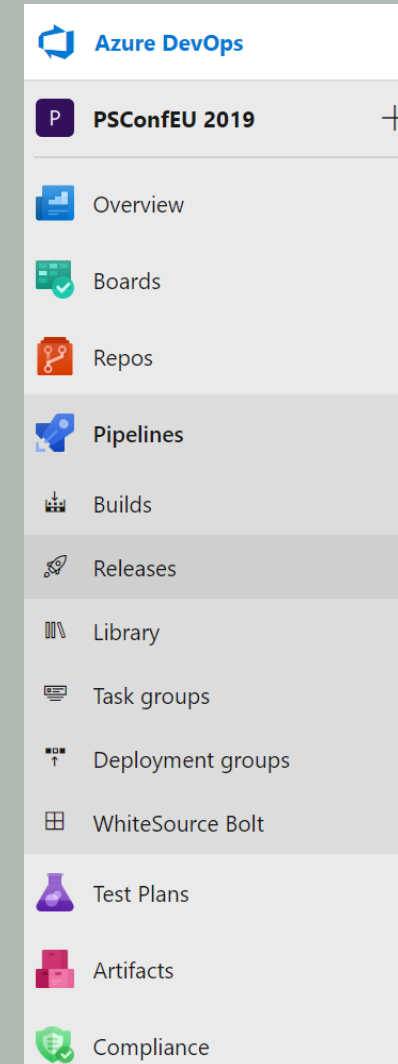 Azure DevOps
P PSConfEU 2019 +
Overview
Boards
Repos
Pipelines
Builds
Releases
Library
Task groups
Deployment groups
WhiteSource Bolt
Test Plans
Artifacts
Compliance